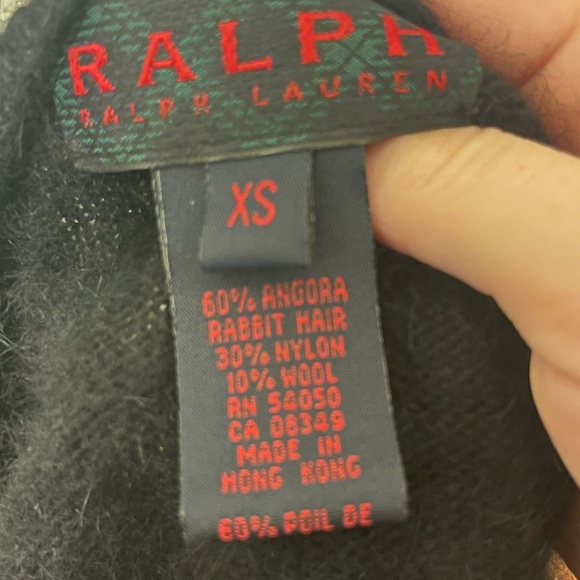 RALPH
RALPH LAUREN
XS
60% ANGORA
RABBIT HAIR
30% NYLON
10% WOOL
RN 54050
CA 08349
MADE IN
HONG KONG
60% POIL DE